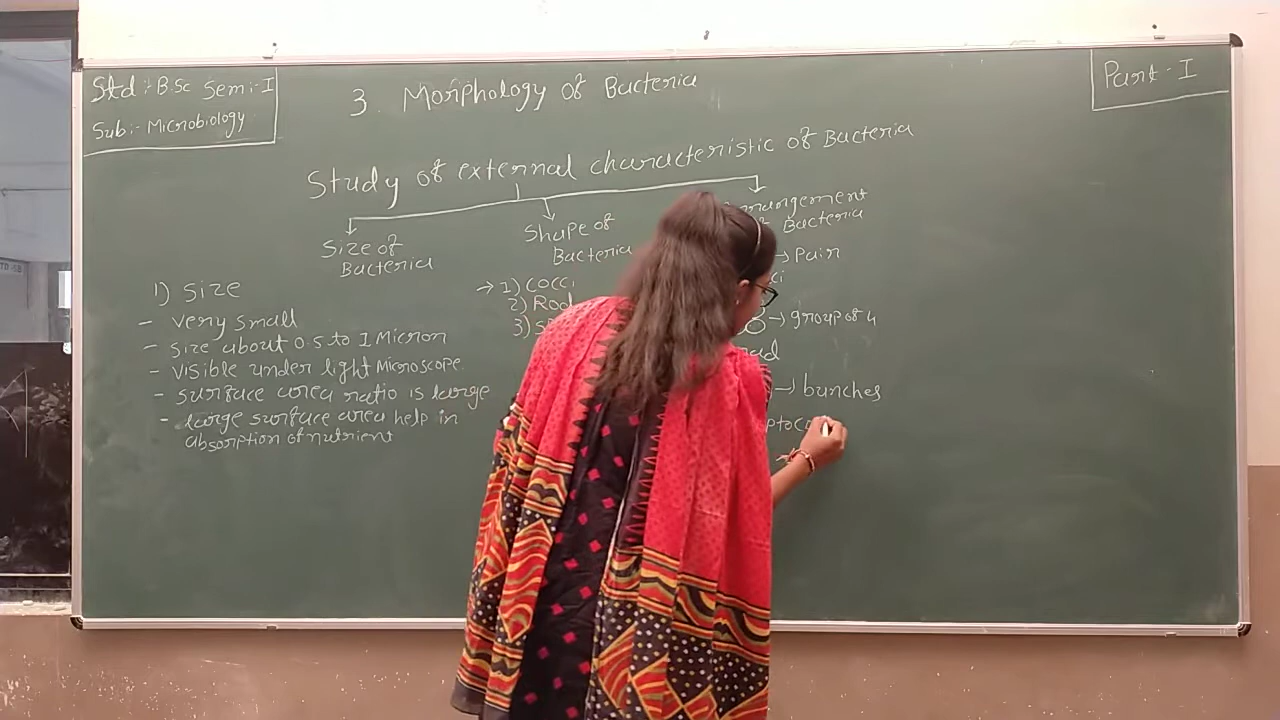 Std :- B.Sc Sem :- I
Sub :- Microbiology
Part - I
3. Morphology of Bacteria
Study of external characteristic of Bacteria
Size of
Bacteria
Shape of
Bacteria
of Bacteria
1) Size
- very small
- size about 0.5 to 1 Micron
- visible under light Microscope.
- surface area ratio is large
- large surface area help in
absorption of nutrient
→ 1) cocci
2) Rod
3)
→ Pair
→ group of 4
→ bunches